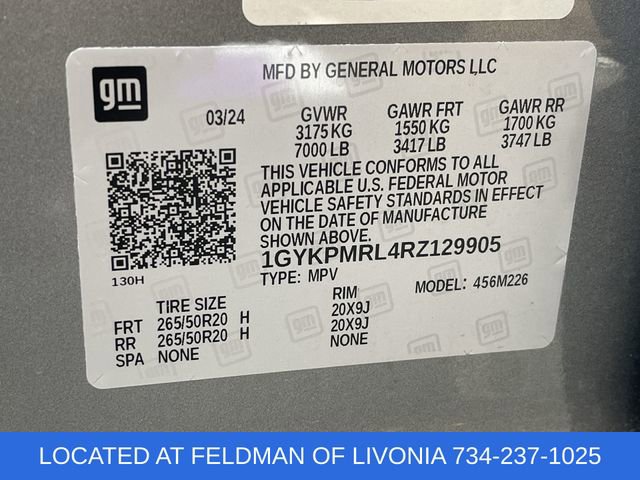 gm
MFD BY GENERAL MOTORS LLC
03/24
GVWR GAWR FRT GAWR RR
3175 KG 1550 KG 1700 KG
7000 LB 3417 LB 3747 LB
THIS VEHICLE CONFORMS TO ALL
APPLICABLE U.S. FEDERAL MOTOR
VEHICLE SAFETY STANDARDS IN EFFECT
ON THE DATE OF MANUFACTURE
SHOWN ABOVE.
1GYKPMRL4RZ129905
130H
TYPE: MPV MODEL: 456M226
TIRE SIZE RIM
FRT 265/50R20 H 20X9J
RR 265/50R20 H 20X9J
SPA NONE NONE
LOCATED AT FELDMAN OF LIVONIA 734-237-1025